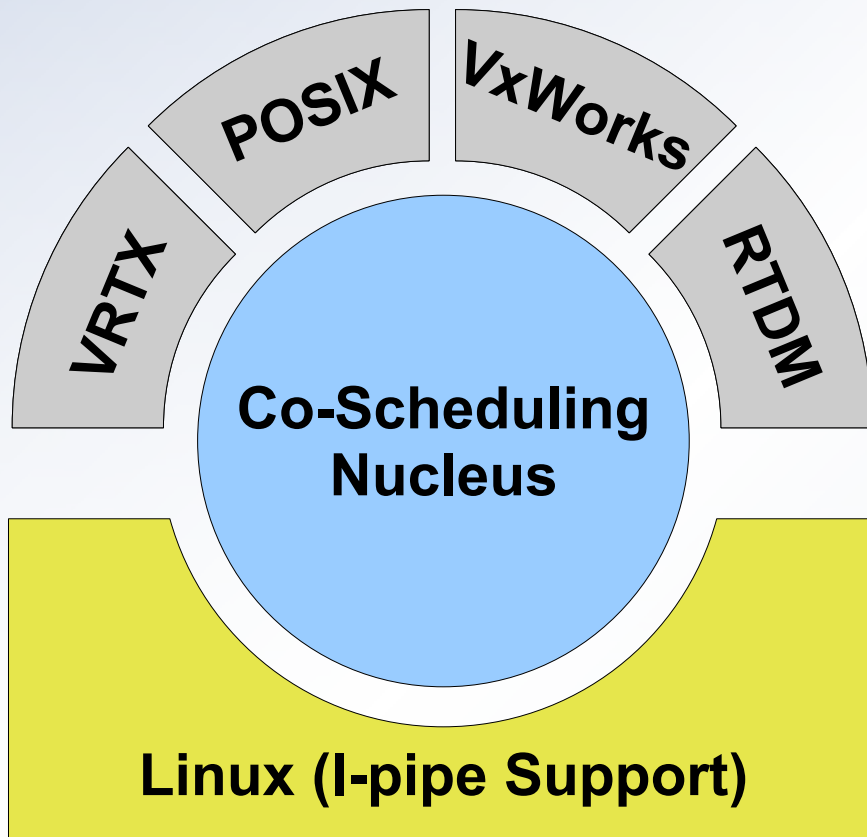 VRTX
POSIX
VxWorks
RTDM
Co-Scheduling
Nucleus
Linux (I-pipe Support)